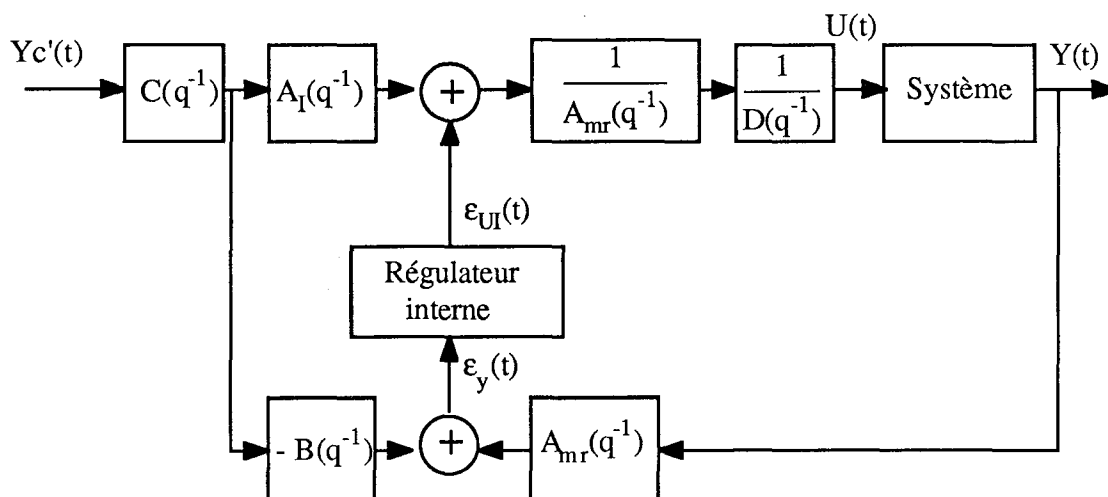 Yc'(t)
C(q⁻¹)
A_I(q⁻¹)
+
1
A_mr(q⁻¹)
1
D(q⁻¹)
U(t)
Système
Y(t)
ε_UI(t)
Régulateur
interne
ε_y(t)
- B(q⁻¹)
+
A_mr(q⁻¹)